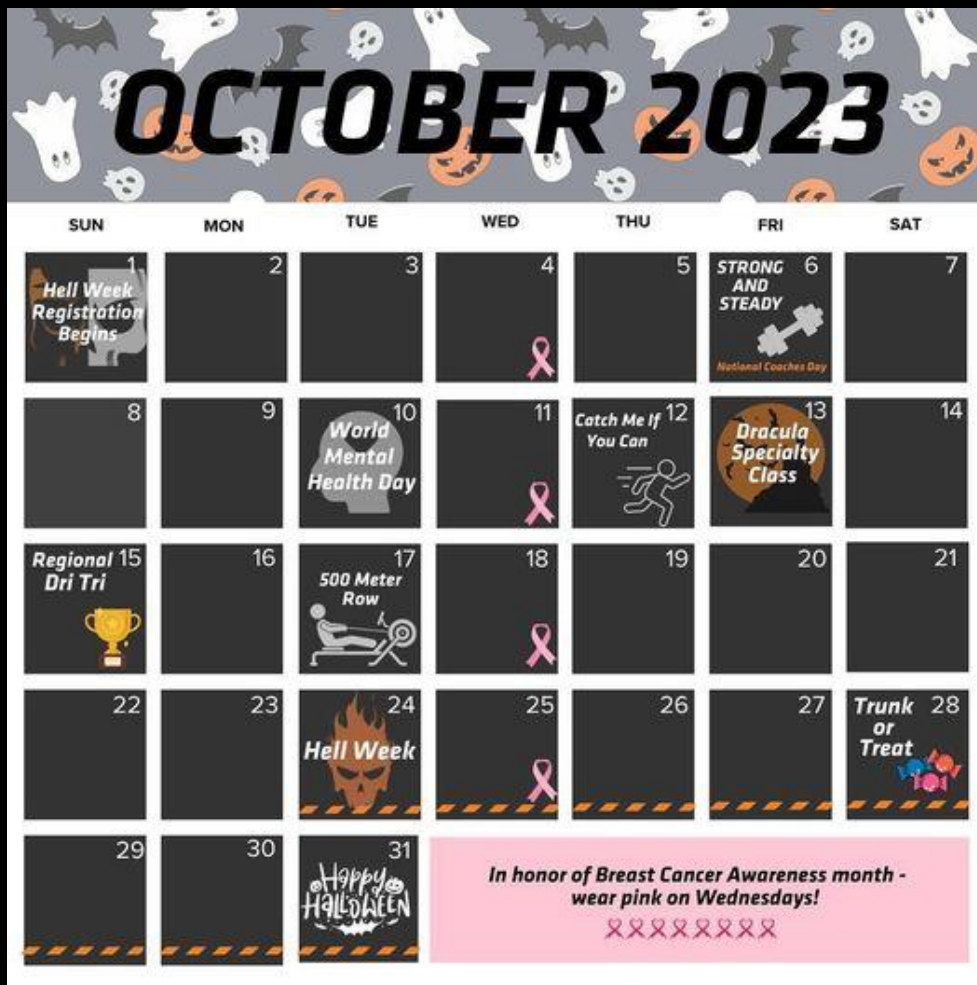 OCTOBER 2023
SUN MON TUE WED THU FRI SAT
1
Hell Week
Registration
Begins
2
3
4
5
STRONG 6
AND
STEADY
National Coaches Day
7
8
9
10
World
Mental
Health Day
11
Catch Me If 12
You Can
13
Dracula
Specialty
Class
14
Regional 15
Dri Tri
16
17
500 Meter
Row
18
19
20
21
22
23
24
Hell Week
25
26
27
Trunk 28
or
Treat
29
30
31
Happy
HALLOWEEN
In honor of Breast Cancer Awareness month -
wear pink on Wednesdays!